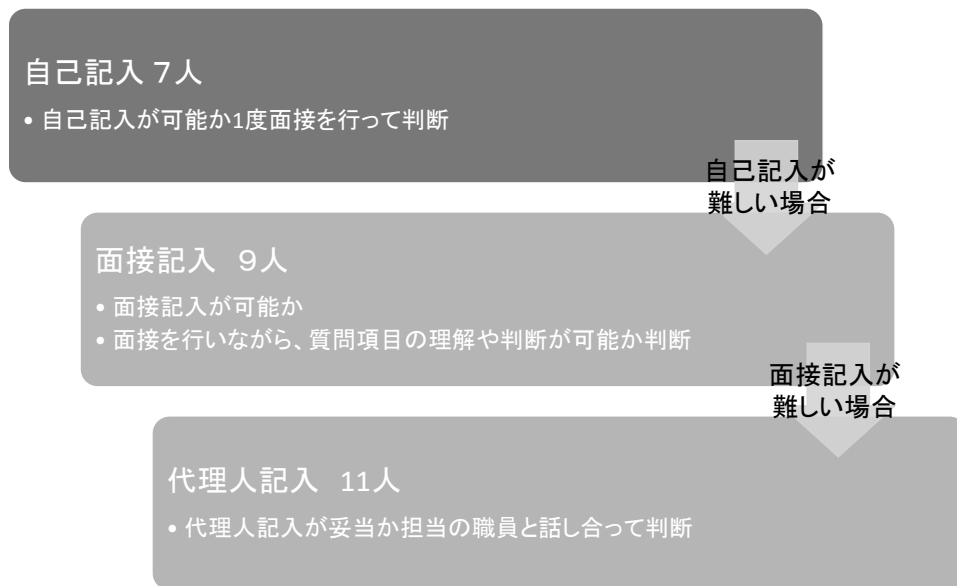 自己記入 7人
• 自己記入が可能か1度面接を行って判断
自己記入が
難しい場合
面接記入　9人
• 面接記入が可能か
• 面接を行いながら、質問項目の理解や判断が可能か判断
面接記入が
難しい場合
代理人記入　11人
• 代理人記入が妥当か担当の職員と話し合って判断